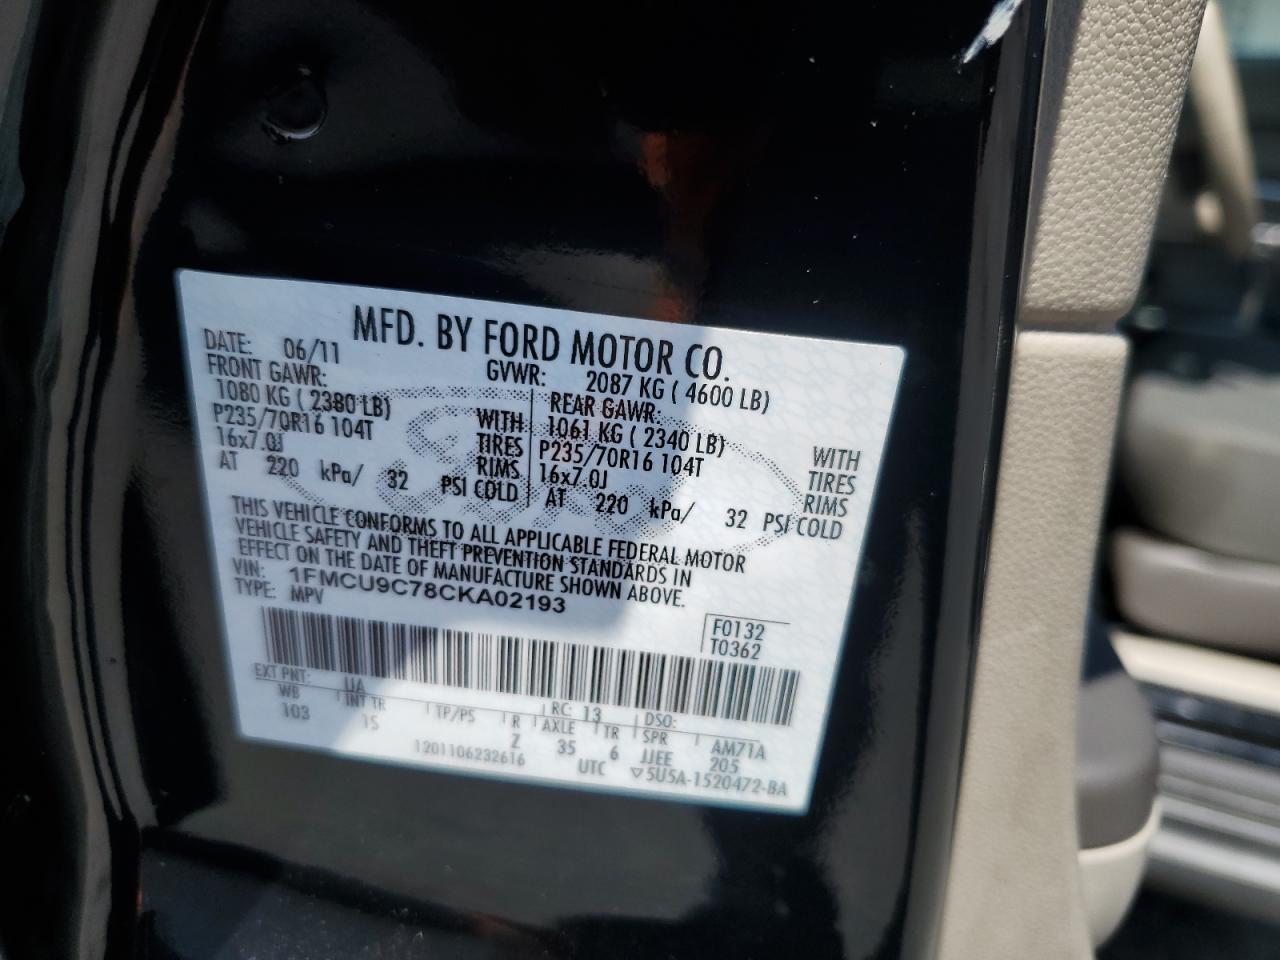 MFD. BY FORD MOTOR CO.
DATE: 06/11 GVWR: 2087 KG ( 4600 LB)
FRONT GAWR: REAR GAWR:
1080 KG ( 2380 LB) WITH 1061 KG ( 2340 LB) WITH
P235/70R16 104T TIRES P235/70R16 104T TIRES
16x7.0J RIMS 16x7.0J RIMS
AT 220 kPa/ 32 PSI COLD AT 220 kPa/ 32 PSI COLD
THIS VEHICLE CONFORMS TO ALL APPLICABLE FEDERAL MOTOR
VEHICLE SAFETY AND THEFT PREVENTION STANDARDS IN
EFFECT ON THE DATE OF MANUFACTURE SHOWN ABOVE.
VIN: 1FMCU9C78CKA02193
TYPE: MPV
F0132
T0362
EXT PNT: UA RC: 13 DSO: AM71A
WB INT TR TP/PS R AXLE TR SPR 205
103 15 Z 35 6 JJEE
1201106232616 UTC ▽5U5A-1520472-BA